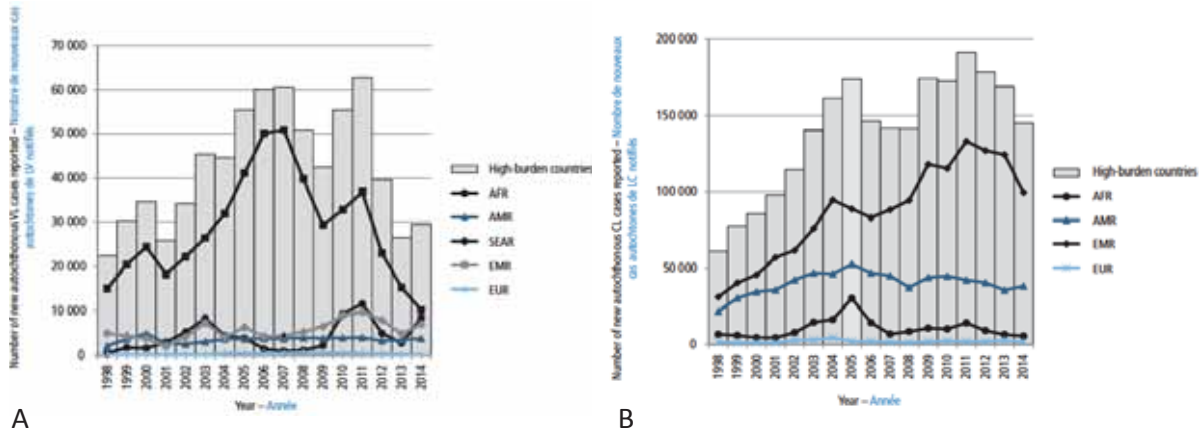 Number of new autochthonous VL cases reported – Nombre de nouveaux cas
autochtones de LV notifiés
70 000
60 000
50 000
40 000
30 000
20 000
10 000
0
1998
1999
2000
2001
2002
2003
2004
2005
2006
2007
2008
2009
2010
2011
2012
2013
2014
Year – Année
High-burden countries
AFR
AMR
SEAR
EMR
EUR
A
Number of new autochthonous CL cases reported – Nombre de nouveaux
cas autochtones de LC notifiés
200 000
150 000
100 000
50 000
0
1998
1999
2000
2001
2002
2003
2004
2005
2006
2007
2008
2009
2010
2011
2012
2013
2014
Year – Année
High-burden countries
AFR
AMR
EMR
EUR
B